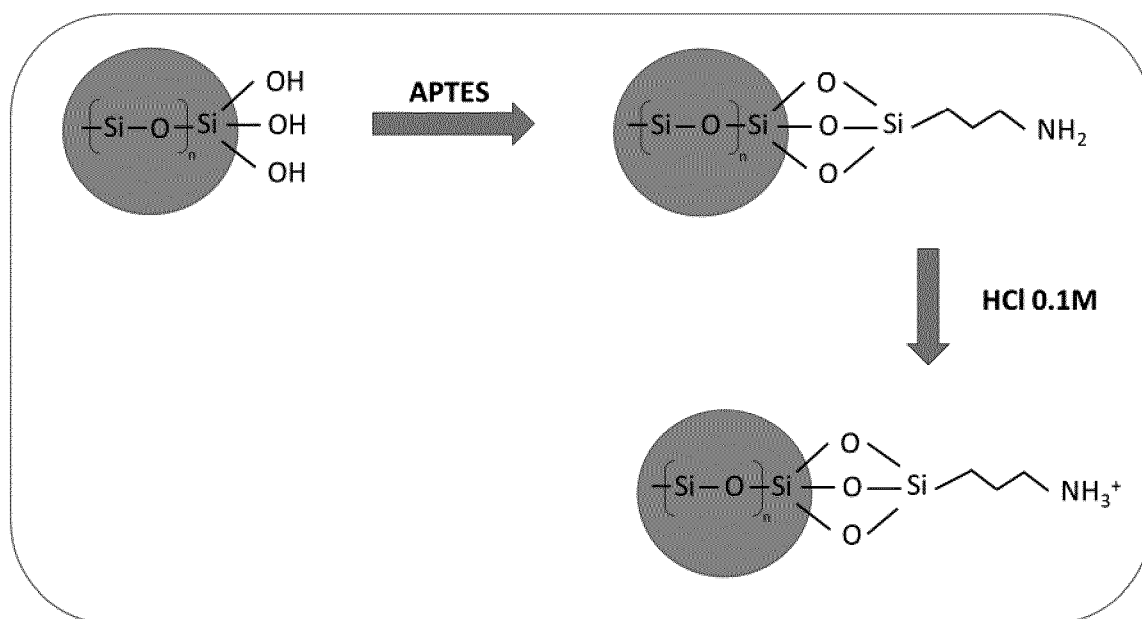 OH
APTES
Si O Si OH
n
OH
O
Si O Si O Si NH₂
n
O
HCl 0.1M
O
Si O Si O Si NH₃⁺
n
O